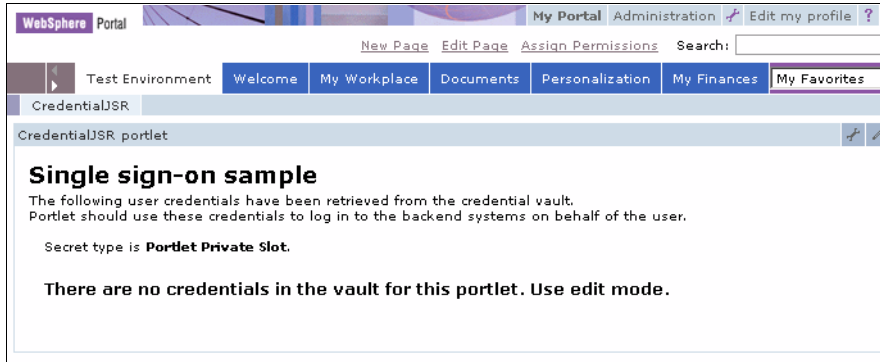 WebSphere Portal My Portal Administration Edit my profile ?
New Page Edit Page Assign Permissions Search:
Test Environment Welcome My Workplace Documents Personalization My Finances My Favorites
CredentialJSR
CredentialJSR portlet
Single sign-on sample
The following user credentials have been retrieved from the credential vault.
Portlet should use these credentials to log in to the backend systems on behalf of the user.
Secret type is Portlet Private Slot.
There are no credentials in the vault for this portlet. Use edit mode.